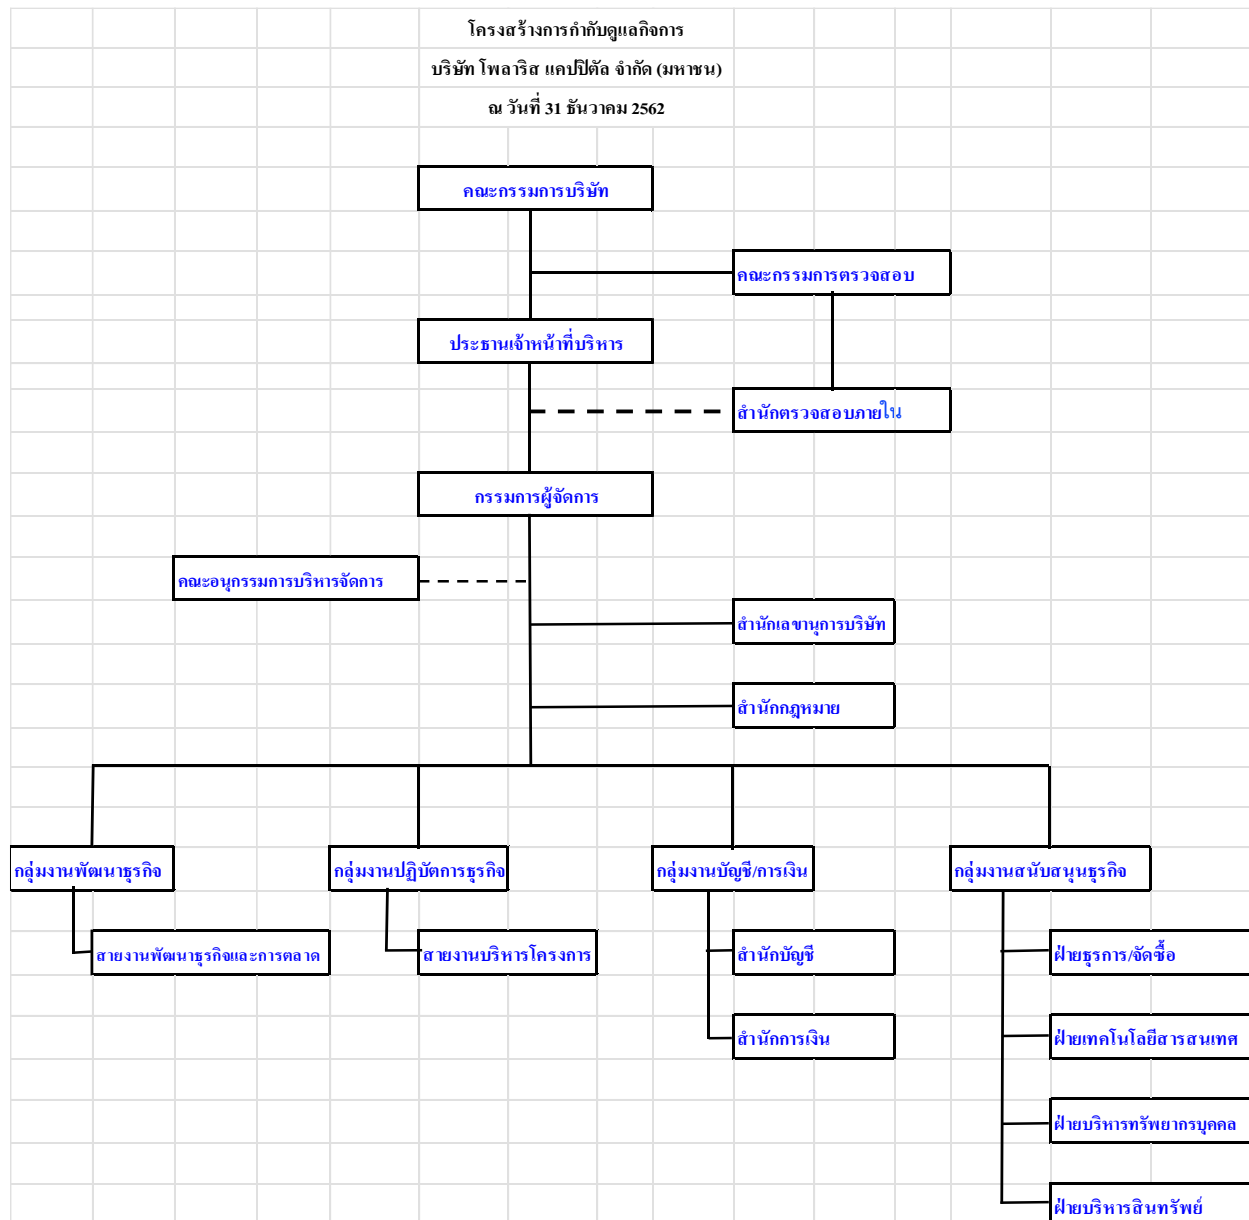 โครงสร้างการกำกับดูแลกิจการ
บริษัท โพลาริส แคปปิตัล จำกัด (มหาชน)
ณ วันที่ 31 ธันวาคม 2562
คณะกรรมการบริษัท
คณะกรรมการตรวจสอบ
ประธานเจ้าหน้าที่บริหาร
สำนักตรวจสอบภายใน
กรรมการผู้จัดการ
คณะอนุกรรมการบริหารจัดการ
สำนักเลขานุการบริษัท
สำนักกฎหมาย
กลุ่มงานพัฒนาธุรกิจ
กลุ่มงานปฏิบัตการธุรกิจ
กลุ่มงานบัญชี/การเงิน
กลุ่มงานสนับสนุนธุรกิจ
สายงานพัฒนาธุรกิจและการตลาด
สายงานบริหารโครงการ
สำนักบัญชี
ฝ่ายธุรการ/จัดซื้อ
สำนักการเงิน
ฝ่ายเทคโนโลยีสารสนเทศ
ฝ่ายบริหารทรัพยากรบุคคล
ฝ่ายบริหารสินทรัพย์